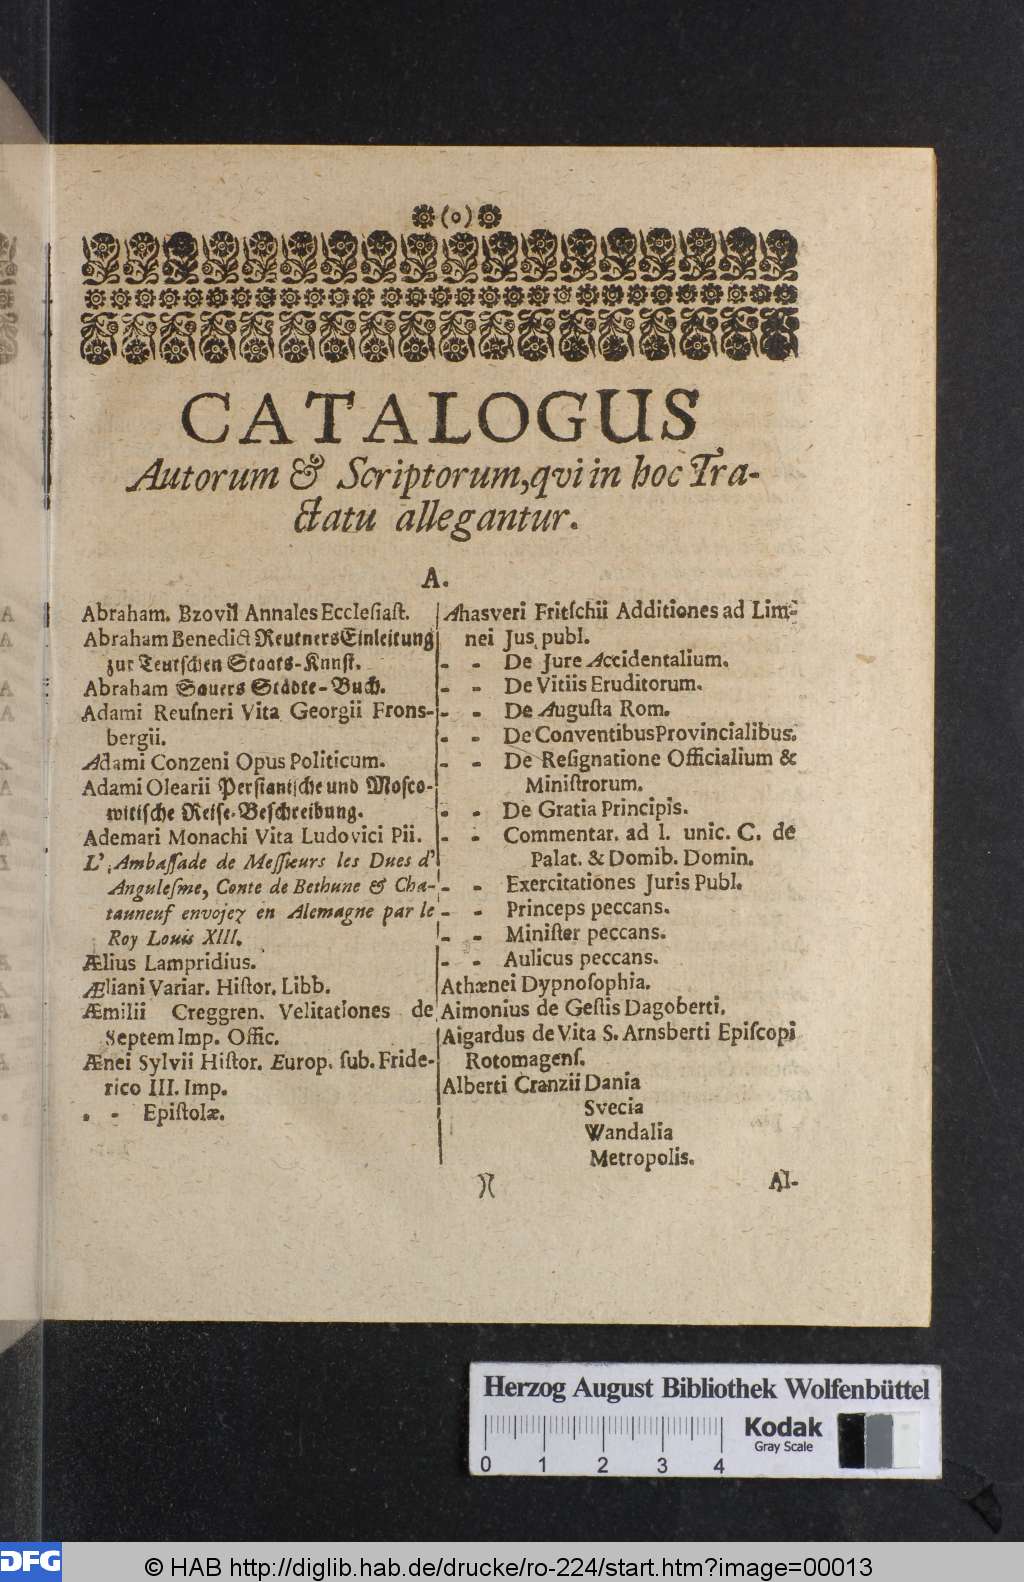 (o)
CATALOGUS
Autorum & Scriptorum, qvi in hoc Tra-
ctatu allegantur.
A.
Abraham. Bzovil Annales Ecclesiast.
Abraham Benedict Reutners Einleitung
zur Teutschen Staats-Kunst.
Abraham Sauers Städte-Buch.
Adami Reusneri Vita Georgii Frons-
bergii.
Adami Conzeni Opus Politicum.
Adami Olearii Persianische und Mosco-
witische Reise-Beschreibung.
Ademari Monachi Vita Ludovici Pii.
L' Ambassade de Messieurs les Dues d'
Angulesme, Conte de Bethune & Cha-
tauneuf envojez en Alemagne par le
Roy Louis XIII.
Ælius Lampridius.
Æliani Variar. Histor. Libb.
Æmilii Creggren. Velitationes de
Septem Imp. Offic.
Ænei Sylvii Histor. Europ. sub. Fride-
rico III. Imp.
- - Epistolæ.
Ahasveri Fritschii Additiones ad Lim-
nei Jus publ.
- - De Jure Accidentalium.
- - De Vitiis Eruditorum.
- - De Augusta Rom.
- - De Conventibus Provincialibus.
- - De Resignatione Officialium &
Ministrorum.
- - De Gratia Principis.
- - Commentar. ad l. unic. C. de
Palat. & Domib. Domin.
- - Exercitationes Juris Publ.
- - Princeps peccans.
- - Minister peccans.
- - Aulicus peccans.
Athænei Dypnosophia.
Aimonius de Gestis Dagoberti.
Aigardus de Vita S. Arnsberti Episcopi
Rotomagens.
Alberti Cranzii Dania
Svecia
Wandalia
Metropolis.
)(
Al-
Herzog August Bibliothek Wolfenbüttel
Kodak
Gray Scale
0 1 2 3 4
DFG
© HAB http://diglib.hab.de/drucke/ro-224/start.htm?image=00013